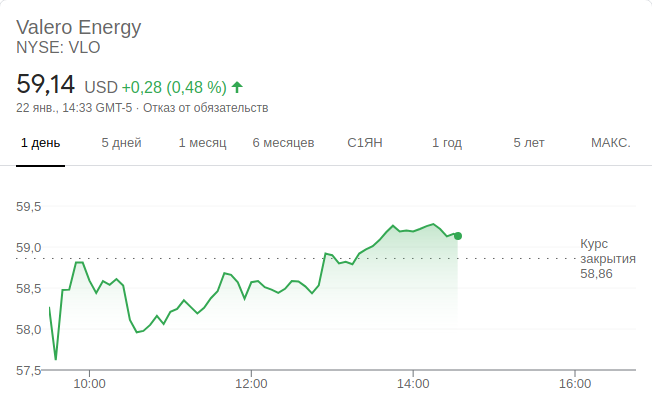 Valero Energy
NYSE: VLO
59,14 USD +0,28 (0,48 %)
22 янв., 14:33 GMT-5 · Отказ от обязательств
1 день 5 дней 1 месяц 6 месяцев С1ЯН 1 год 5 лет МАКС.
59,5
59,0
Курс
закрытия
58,86
58,5
58,0
57,5
10:00 12:00 14:00 16:00